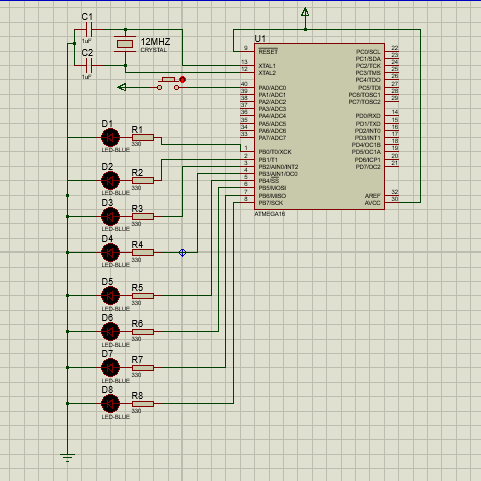 C1
1uF
C2
1uF
12MHZ
CRYSTAL
U1
9 RESET
13 XTAL1
12 XTAL2
40 PA0/ADC0
39 PA1/ADC1
38 PA2/ADC2
37 PA3/ADC3
36 PA4/ADC4
35 PA5/ADC5
34 PA6/ADC6
33 PA7/ADC7
1 PB0/T0/XCK
2 PB1/T1
3 PB2/AIN0/INT2
4 PB3/AIN1/OC0
5 PB4/SS
6 PB5/MOSI
7 PB6/MISO
8 PB7/SCK
PC0/SCL 22
PC1/SDA 23
PC2/TCK 24
PC3/TMS 25
PC4/TDO 26
PC5/TDI 27
PC6/TOSC1 28
PC7/TOSC2 29
PD0/RXD 14
PD1/TXD 15
PD2/INT0 16
PD3/INT1 17
PD4/OC1B 18
PD5/OC1A 19
PD6/ICP1 20
PD7/OC2 21
AREF 32
AVCC 30
ATMEGA16
D1 R1
LED-BLUE 330
D2 R2
LED-BLUE 330
D3 R3
LED-BLUE 330
D4 R4
LED-BLUE 330
D5 R5
LED-BLUE 330
D6 R6
LED-BLUE 330
D7 R7
LED-BLUE 330
D8 R8
LED-BLUE 330